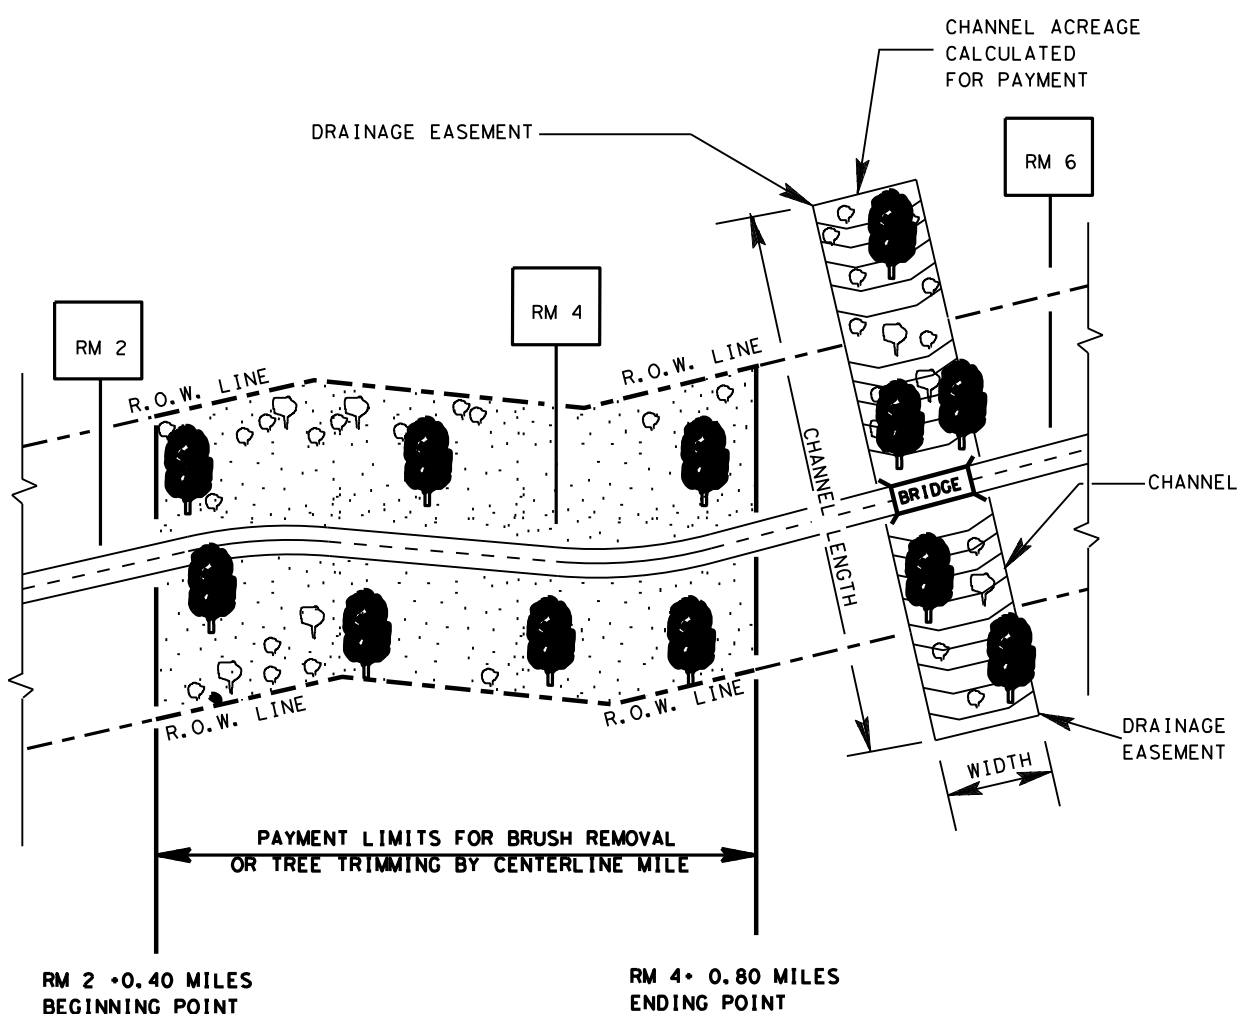 CHANNEL ACREAGE
CALCULATED
FOR PAYMENT
DRAINAGE EASEMENT
RM 6
RM 4
RM 2
R.O.W. LINE
R.O.W. LINE
CHANNEL LENGTH
BRIDGE
CHANNEL
R.O.W. LINE
R.O.W. LINE
DRAINAGE
EASEMENT
WIDTH
PAYMENT LIMITS FOR BRUSH REMOVAL
OR TREE TRIMMING BY CENTERLINE MILE
RM 2 +0.40 MILES
BEGINNING POINT
RM 4+ 0.80 MILES
ENDING POINT